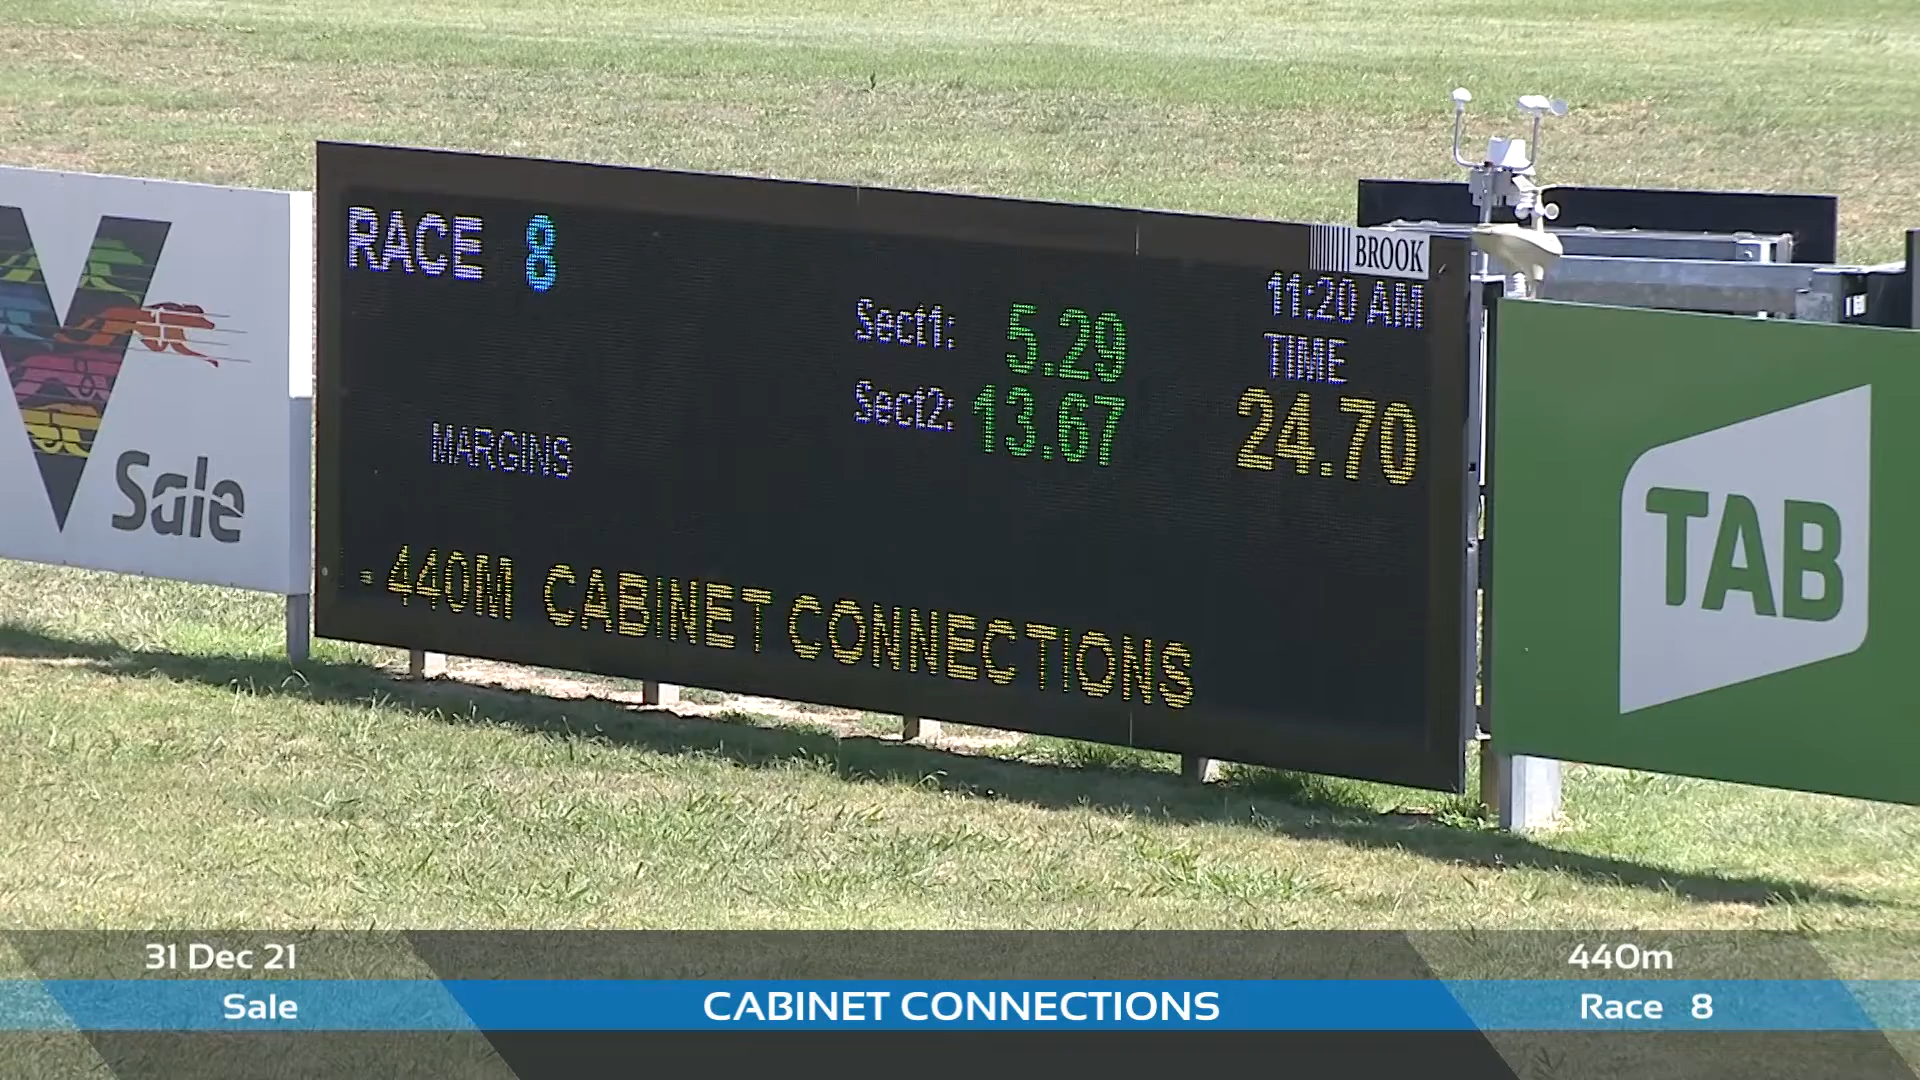 RACE 8
BROOK
11:20 AM
Sect1: 5.29
TIME
Sect2: 13.67
24.70
MARGINS
- 440M CABINET CONNECTIONS
V
Sale
TAB
31 Dec 21
440m
Sale
CABINET CONNECTIONS
Race 8